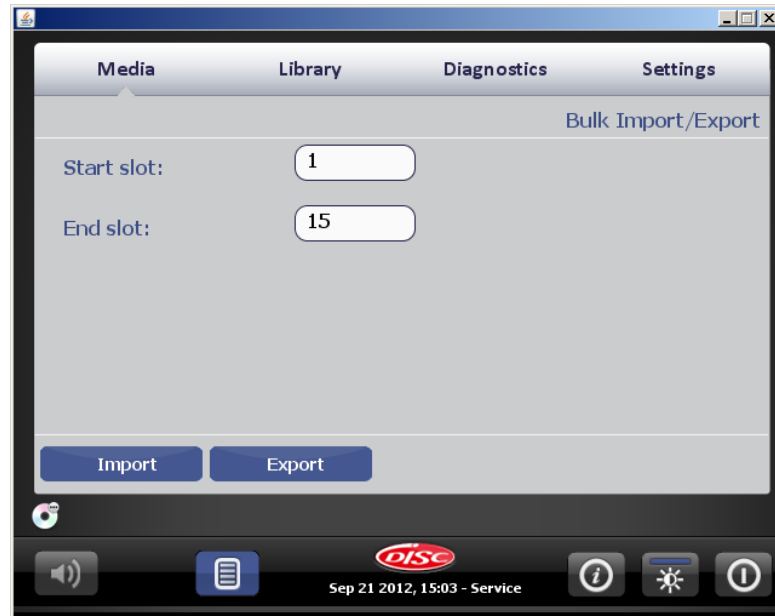 Media Library Diagnostics Settings
Bulk Import/Export
Start slot: 1
End slot: 15
Import Export
DISC
Sep 21 2012, 15:03 - Service